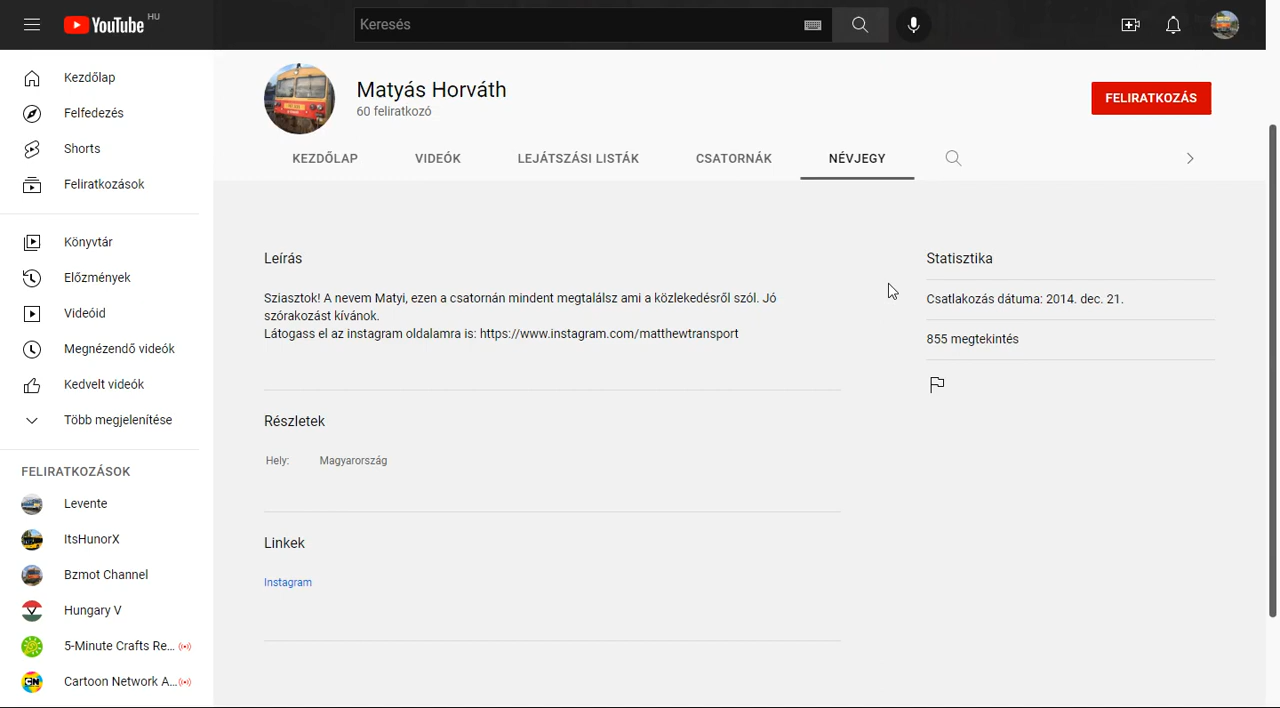 YouTube HU
Keresés
Kezdőlap
Felfedezés
Shorts
Feliratkozások
Könyvtár
Előzmények
Videóid
Megnézendő videók
Kedvelt videók
Több megjelenítése
FELIRATKOZÁSOK
Levente
ItsHunorX
Bzmot Channel
Hungary V
5-Minute Crafts Re...
Cartoon Network A...
Matyás Horváth
60 feliratkozó
FELIRATKOZÁS
KEZDŐLAP VIDEÓK LEJÁTSZÁSI LISTÁK CSATORNÁK NÉVJEGY
Leírás
Sziasztok! A nevem Matyi, ezen a csatornán mindent megtalálsz ami a közlekedésről szól. Jó
szórakozást kívánok.
Látogass el az instagram oldalamra is: https://www.instagram.com/matthewtransport
Részletek
Hely: Magyarország
Linkek
Instagram
Statisztika
Csatlakozás dátuma: 2014. dec. 21.
855 megtekintés